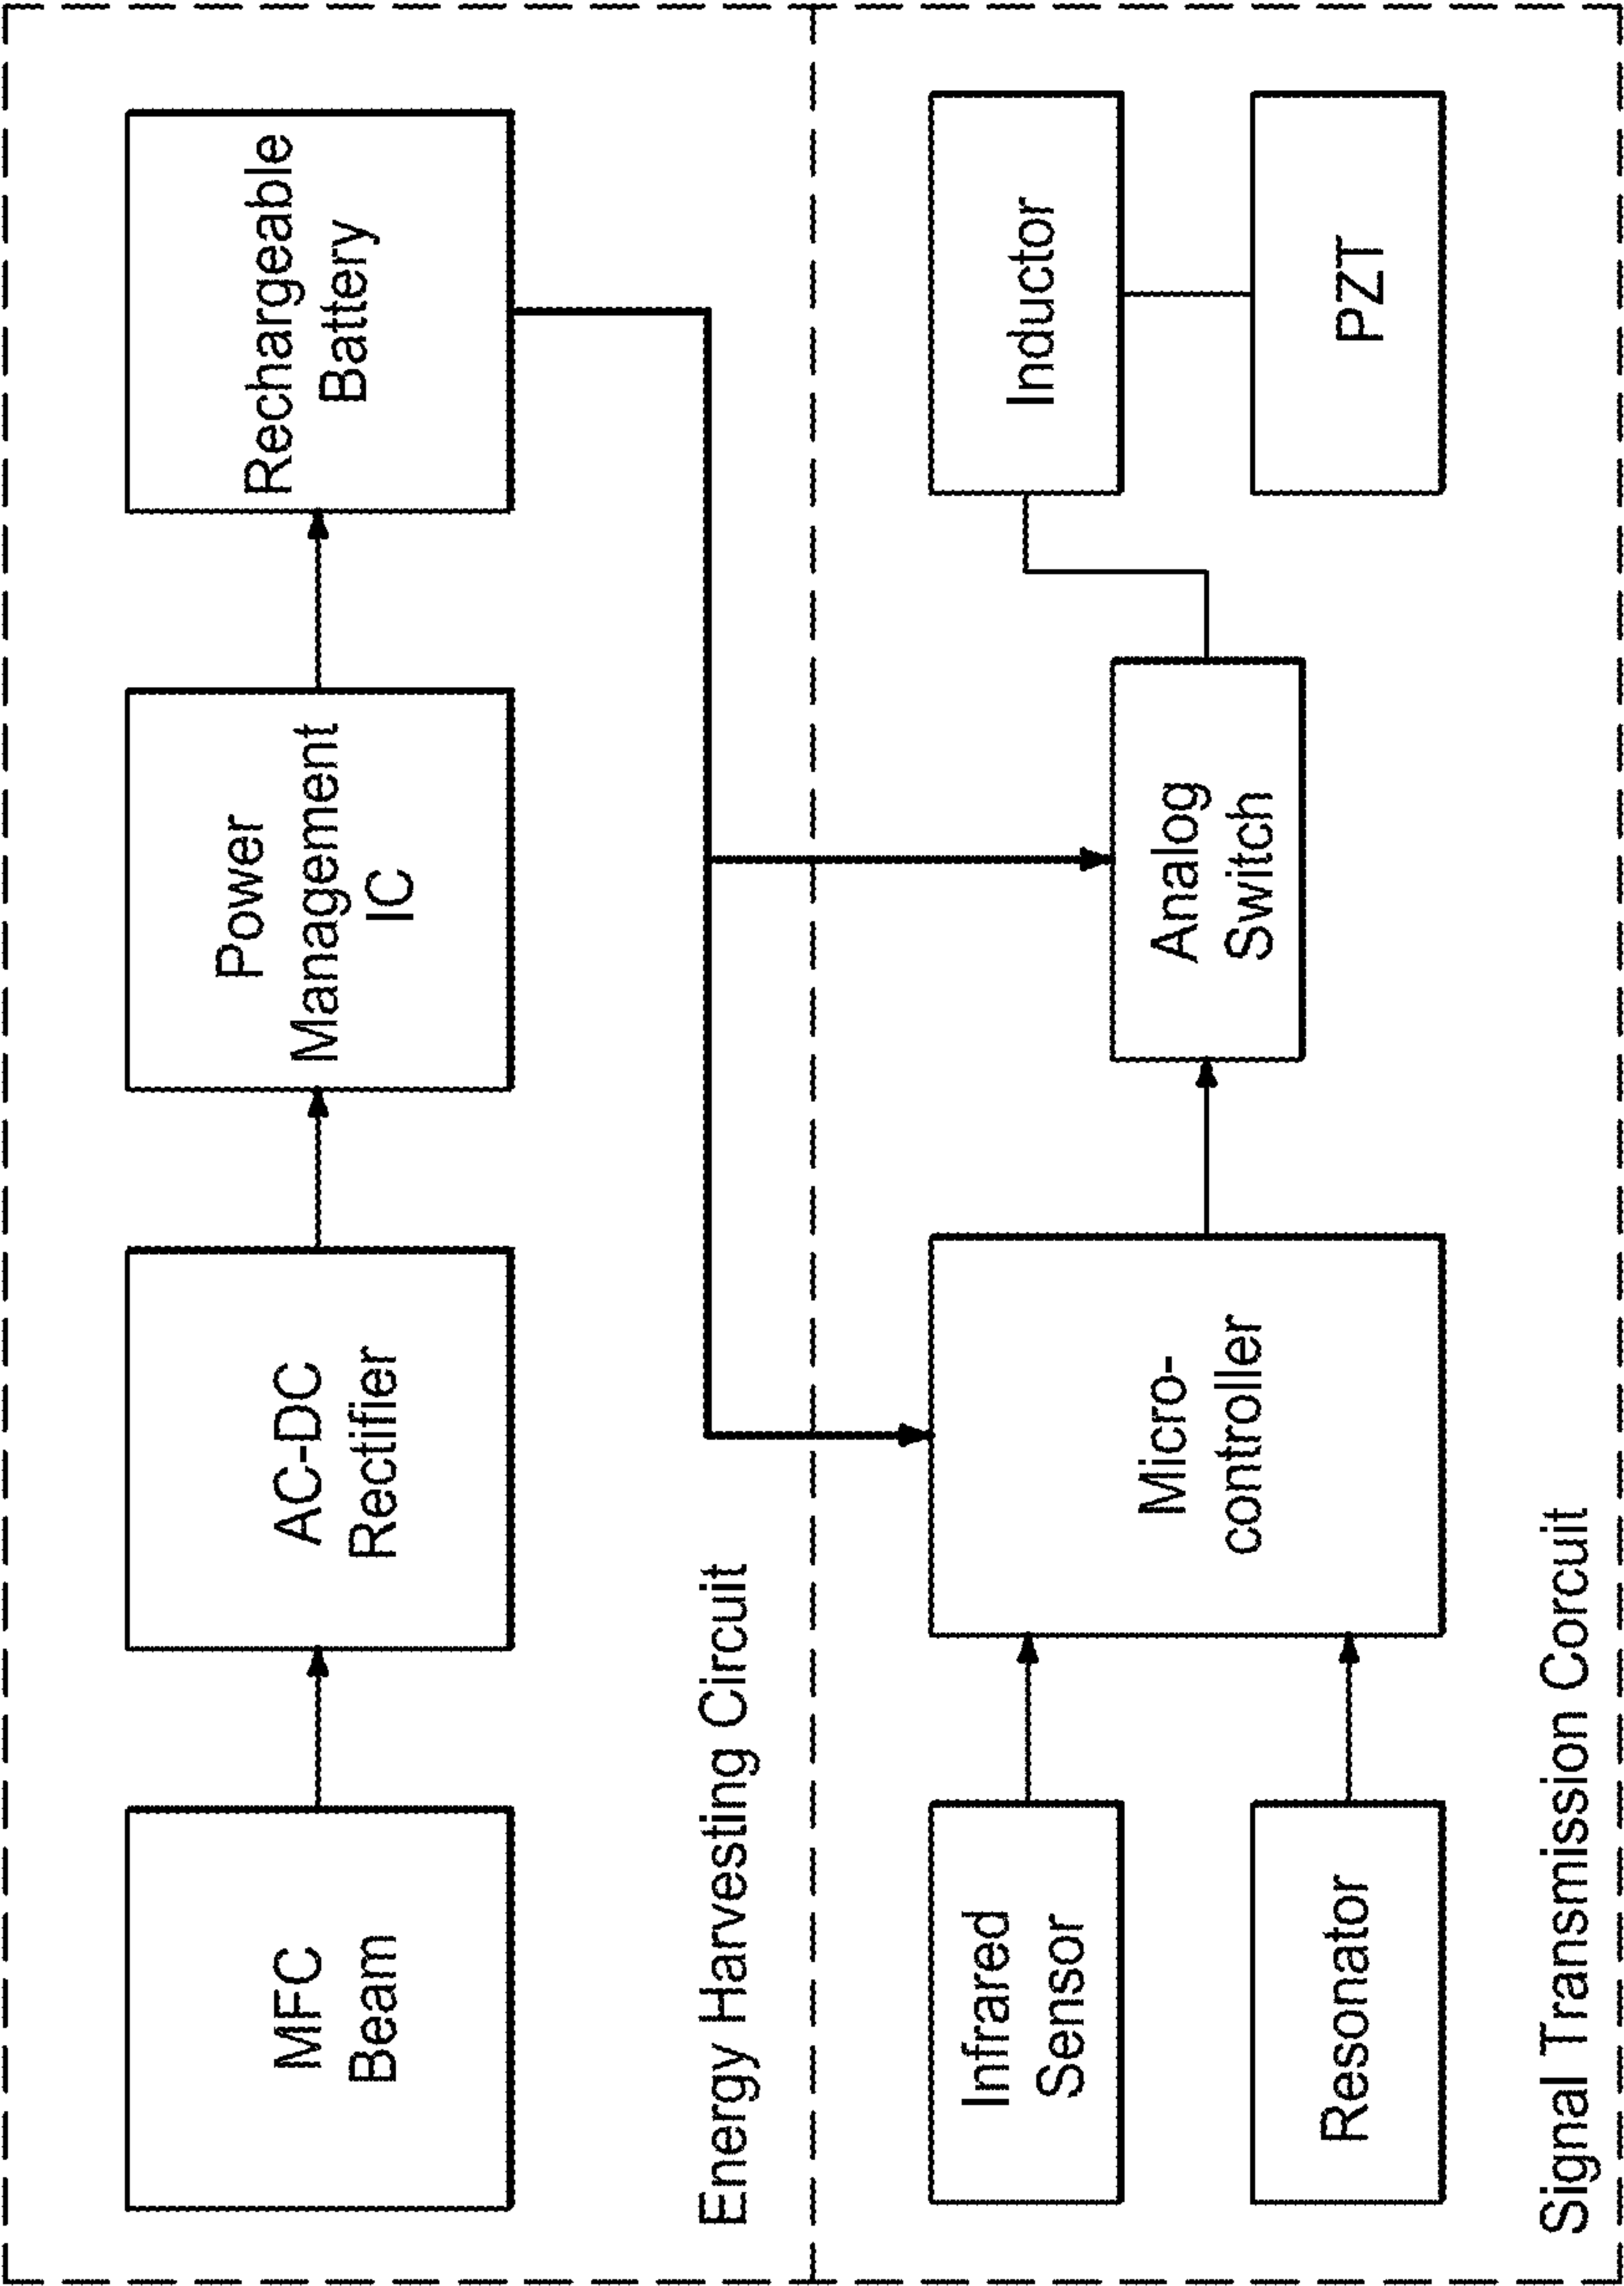 MFC
Beam
AC-DC
Rectifier
Power
Management
IC
Rechargeable
Battery
Energy Harvesting Circuit
Infrared
Sensor
Resonator
Micro-
controller
Analog
Switch
Inductor
PZT
Signal Transmission Corcuit